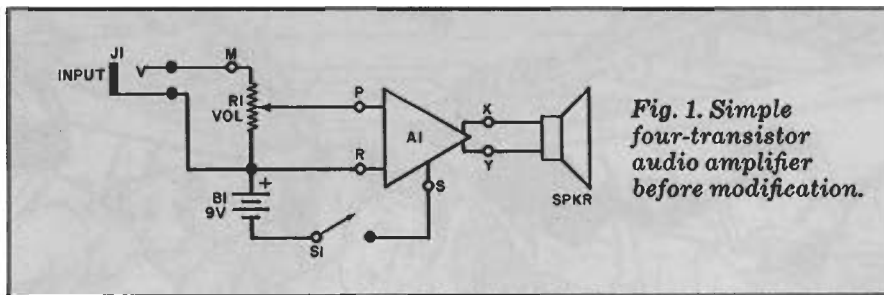 J1
INPUT
M
R1
VOL
P
R
A1
X
Y
S
SPKR
+
B1
9V
S1
Fig. 1. Simple
four-transistor
audio amplifier
before modification.